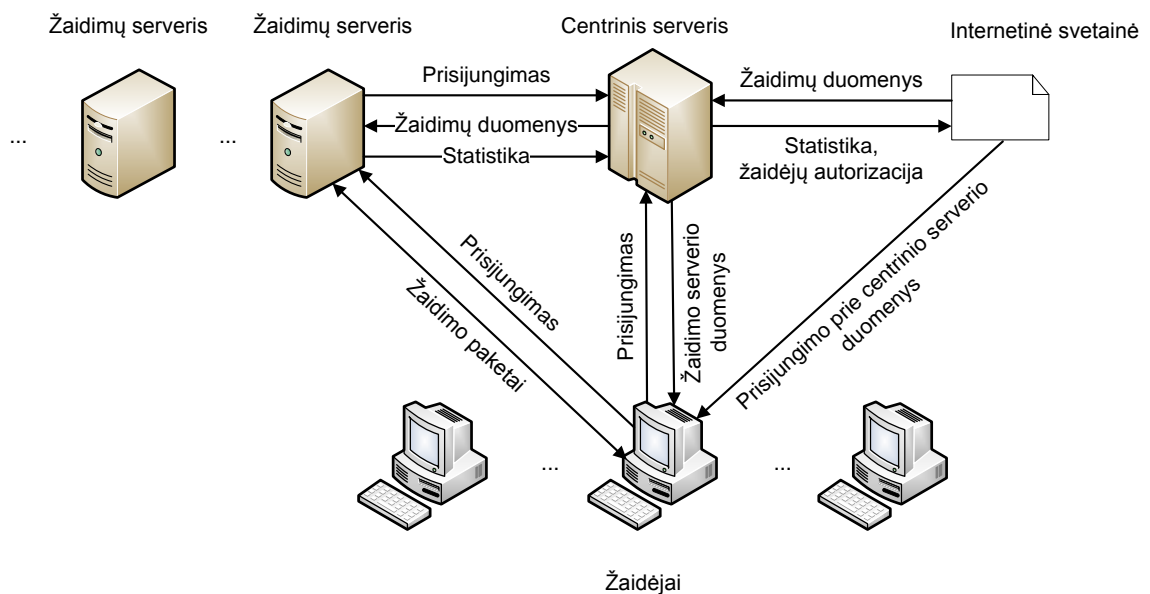 Žaidimų serveris
Žaidimų serveris
Centrinis serveris
Internetinė svetainė
Prisijungimas
Žaidimų duomenys
Žaidimų duomenys
Statistika
Statistika,
žaidėjų autorizacija
...
...
Prisijungimas
Žaidimo paketai
Prisijungimas
Žaidimo serverio
duomenys
Prisijungimo prie centrinio serverio
duomenys
...
...
Žaidėjai